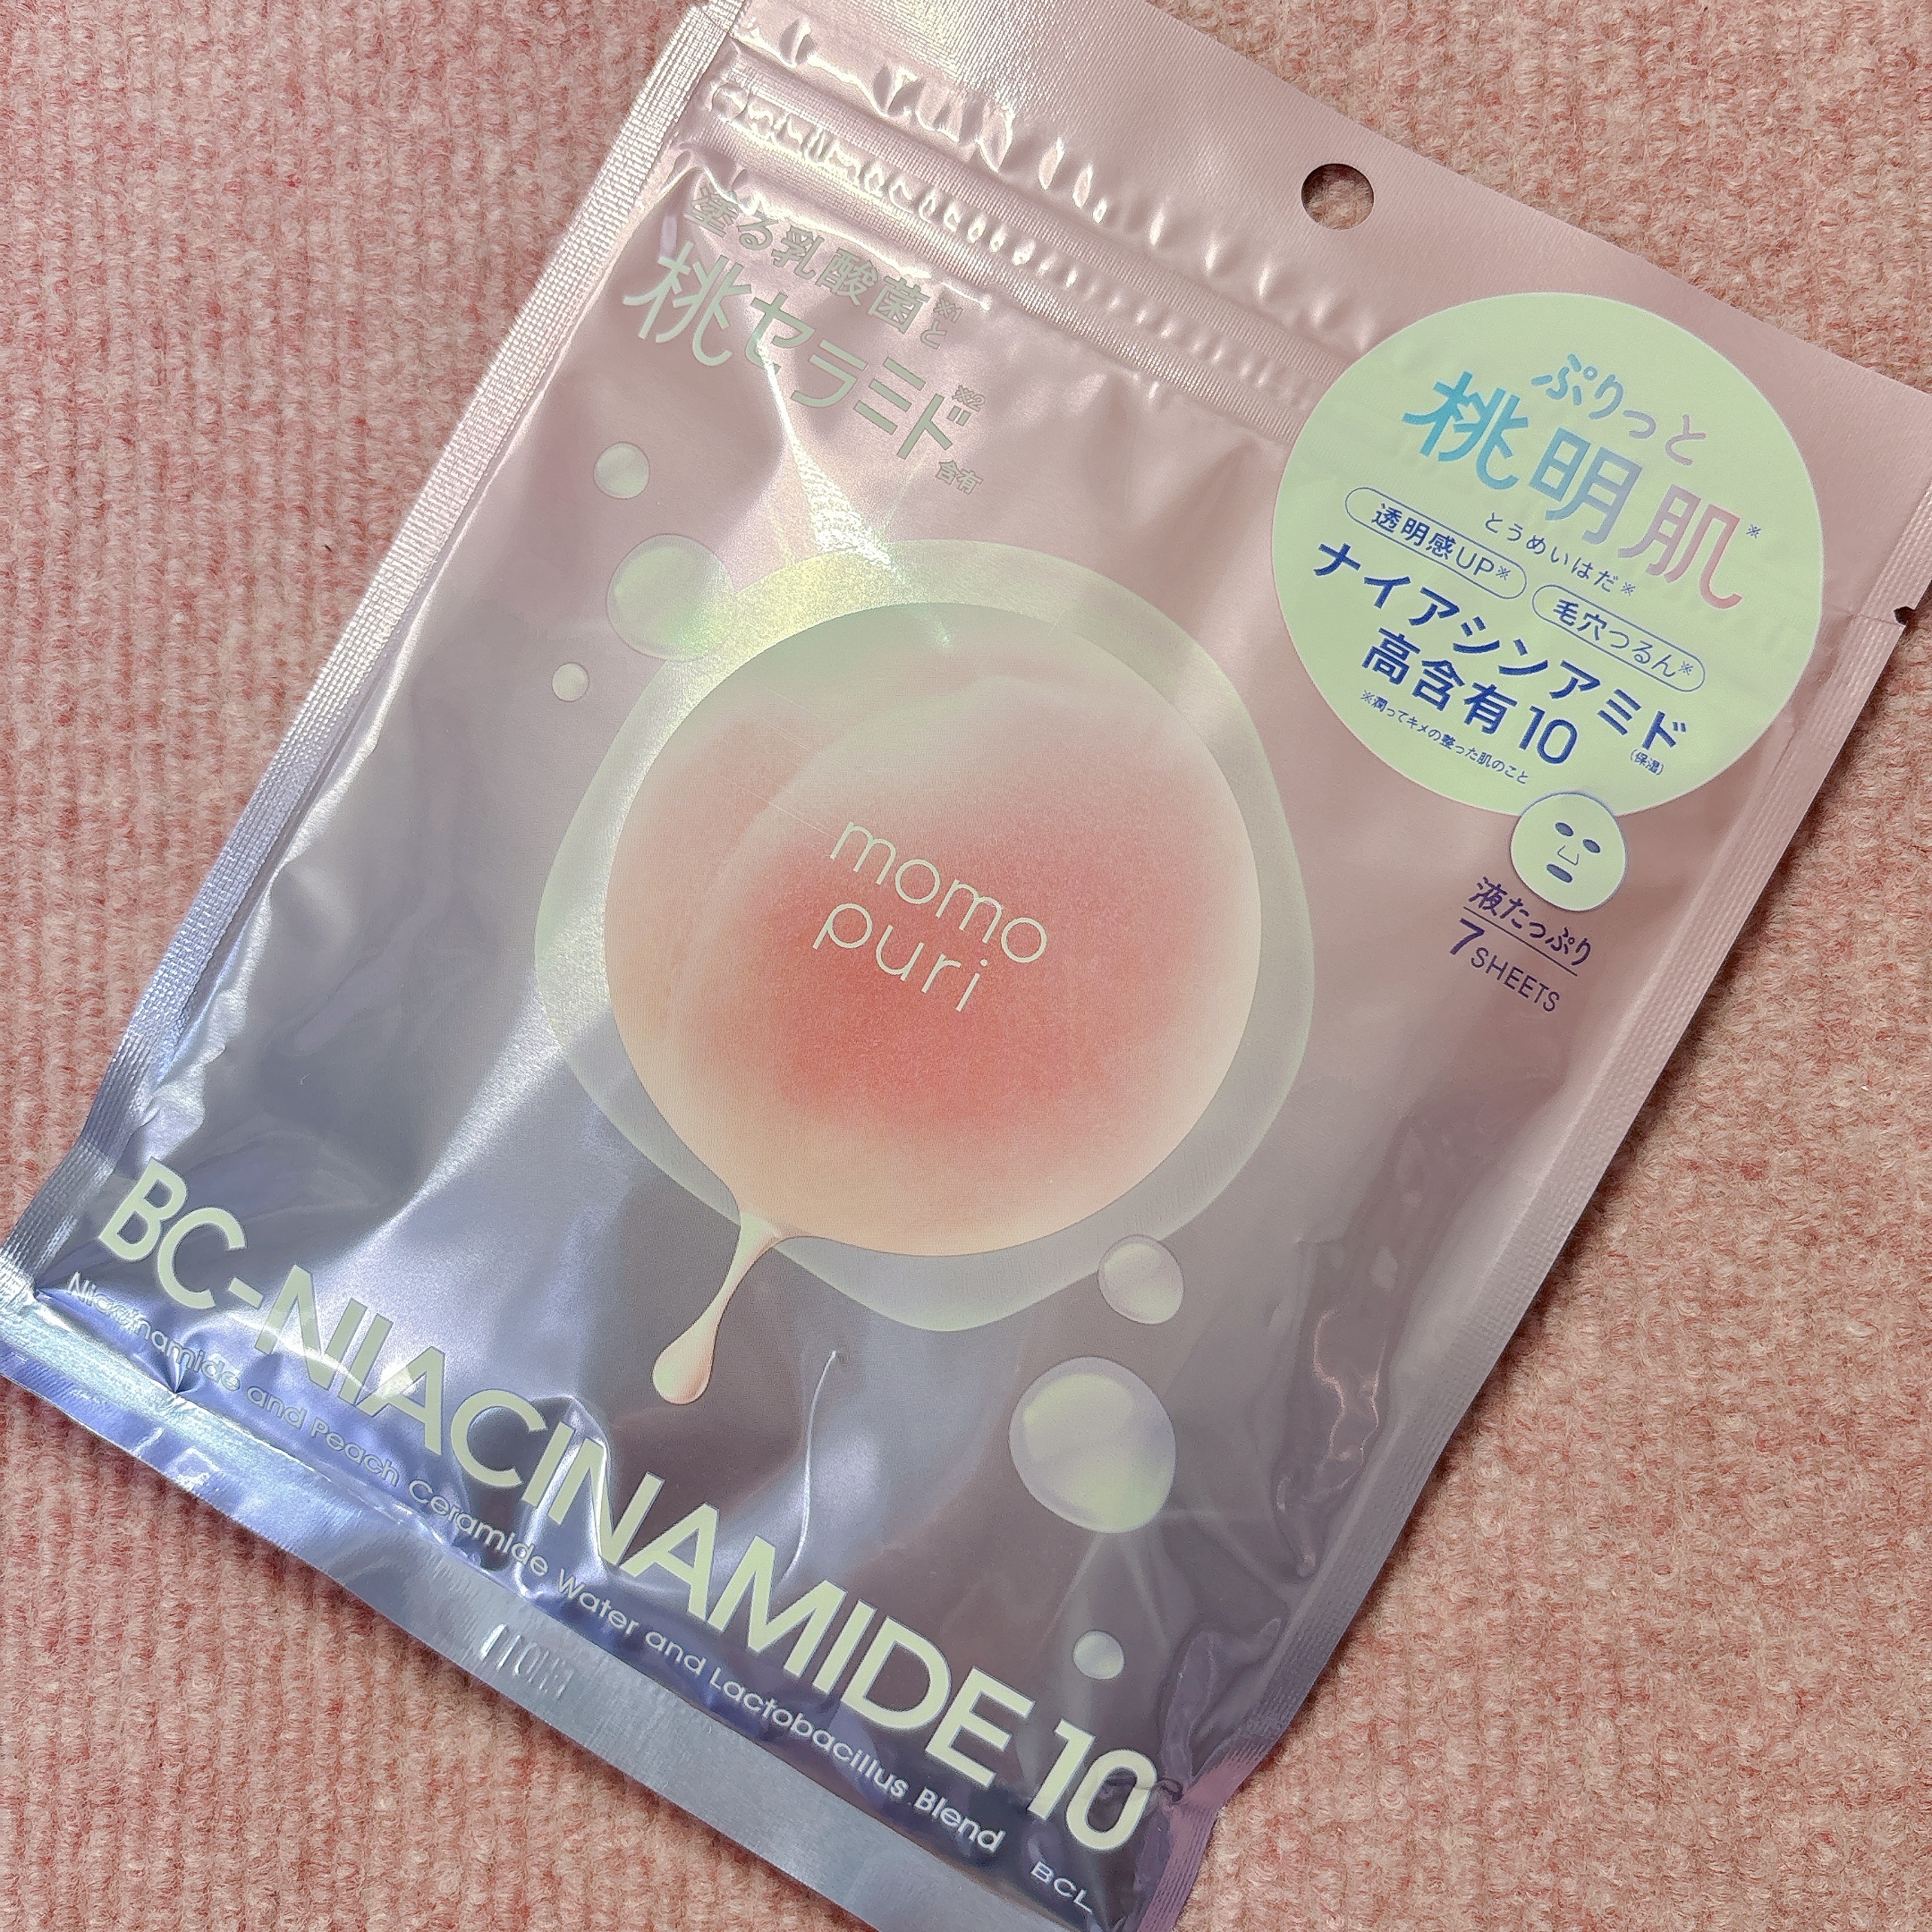 塗る乳酸菌※と
桃セラミド※2
含有
ぷりっと
桃明肌※
とうめいはだ※
透明感UP※
毛穴つるん※
ナイアシンアミド
高含有10
(保湿)
※潤ってキメの整った肌のこと
液たっぷり
7SHEETS
momo
puri
BC-NIACINAMIDE 10
Niacinamide and Peach Ceramide Water and Lactobacillus Blend
BCL